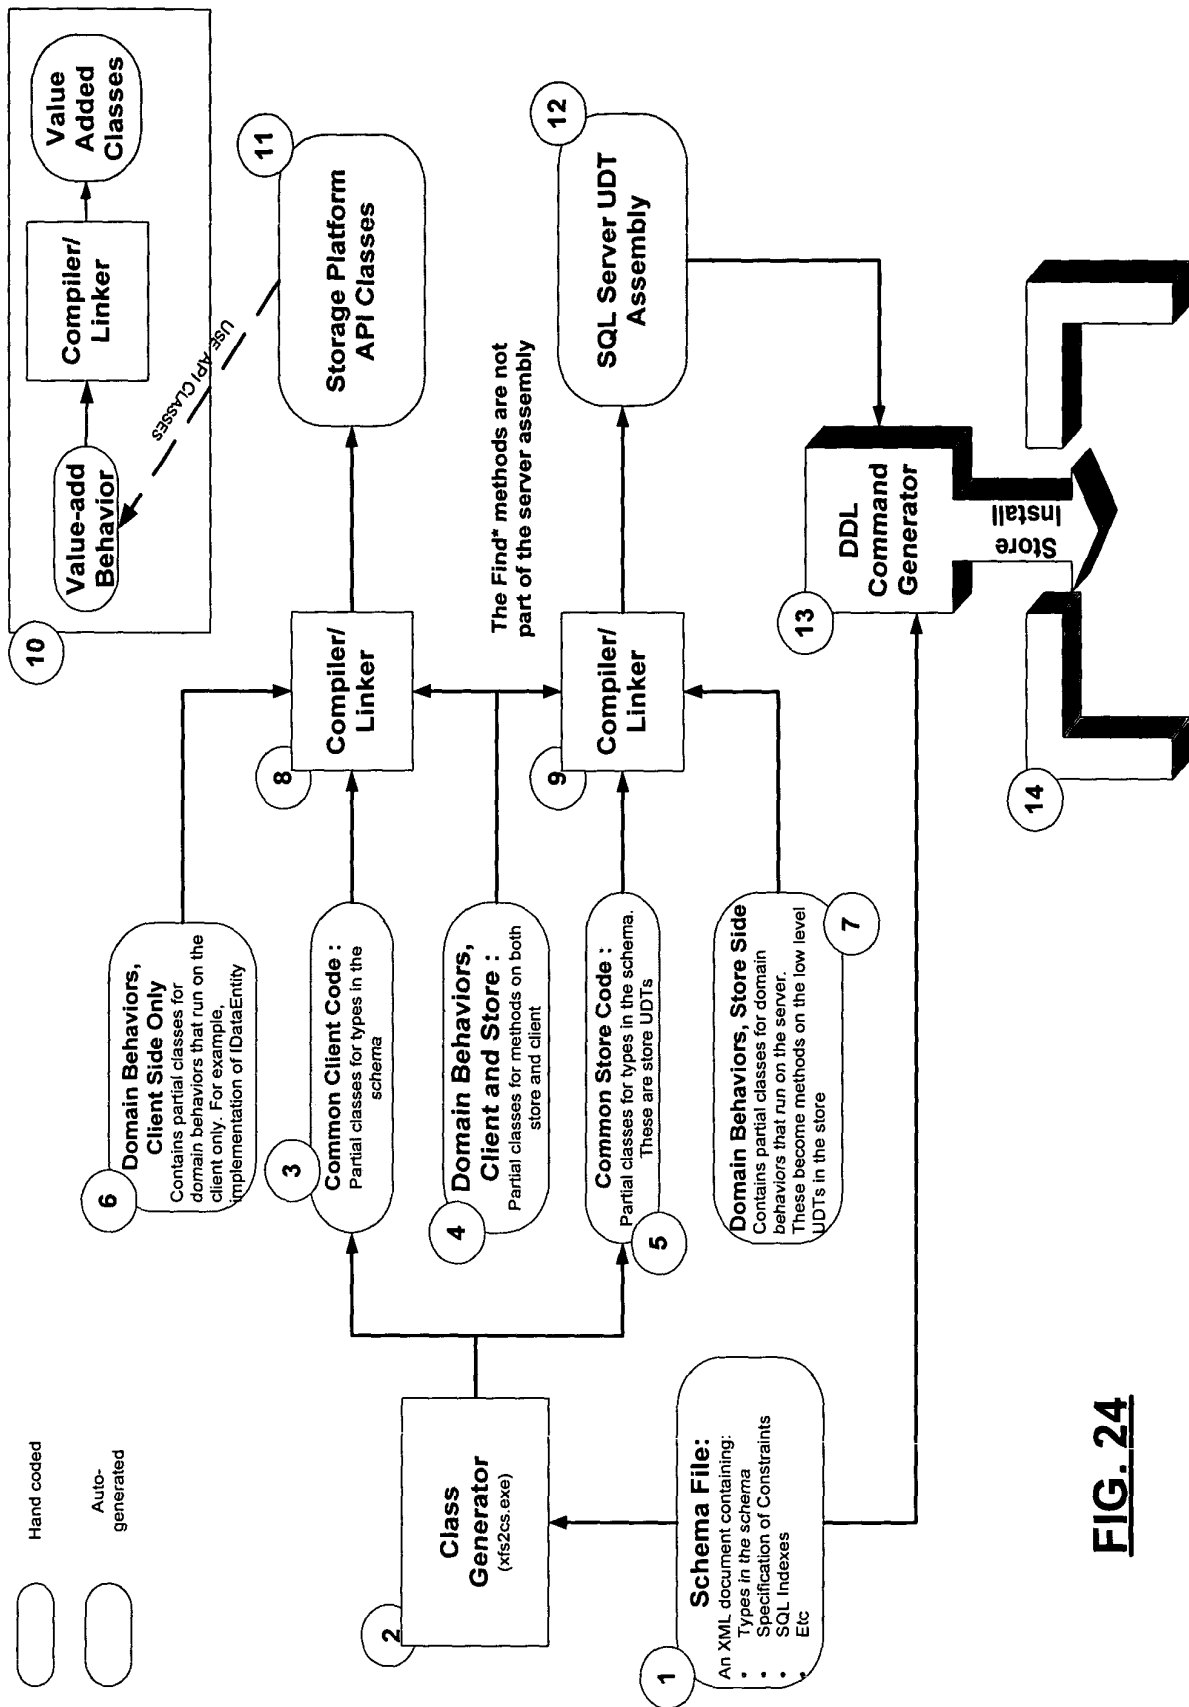 Hand coded
Auto-
generated
1
Schema File:
An XML document containing:
• Types in the schema
• Specification of Constraints
• SQL Indexes
• Etc
2
Class
Generator
(xfs2cs.exe)
6
Domain Behaviors,
Client Side Only
Contains partial classes for
domain behaviors that run on the
client only. For example,
implementation of IDataEntity
3
Common Client Code :
Partial classes for types in the
schema
4
Domain Behaviors,
Client and Store :
Partial classes for methods on both
store and client
5
Common Store Code :
Partial classes for types in the schema.
These are store UDTs
7
Domain Behaviors, Store Side
Contains partial classes for domain
behaviors that run on the server.
These become methods on the low level
UDTs in the store
8
Compiler/
Linker
9
Compiler/
Linker
The Find* methods are not
part of the server assembly
10
Value-add
Behavior
Compiler/
Linker
Value
Added
Classes
USE API CLASSES
11
Storage Platform
API Classes
12
SQL Server UDT
Assembly
13
DDL
Command
Generator
Store
Install
14
FIG. 24